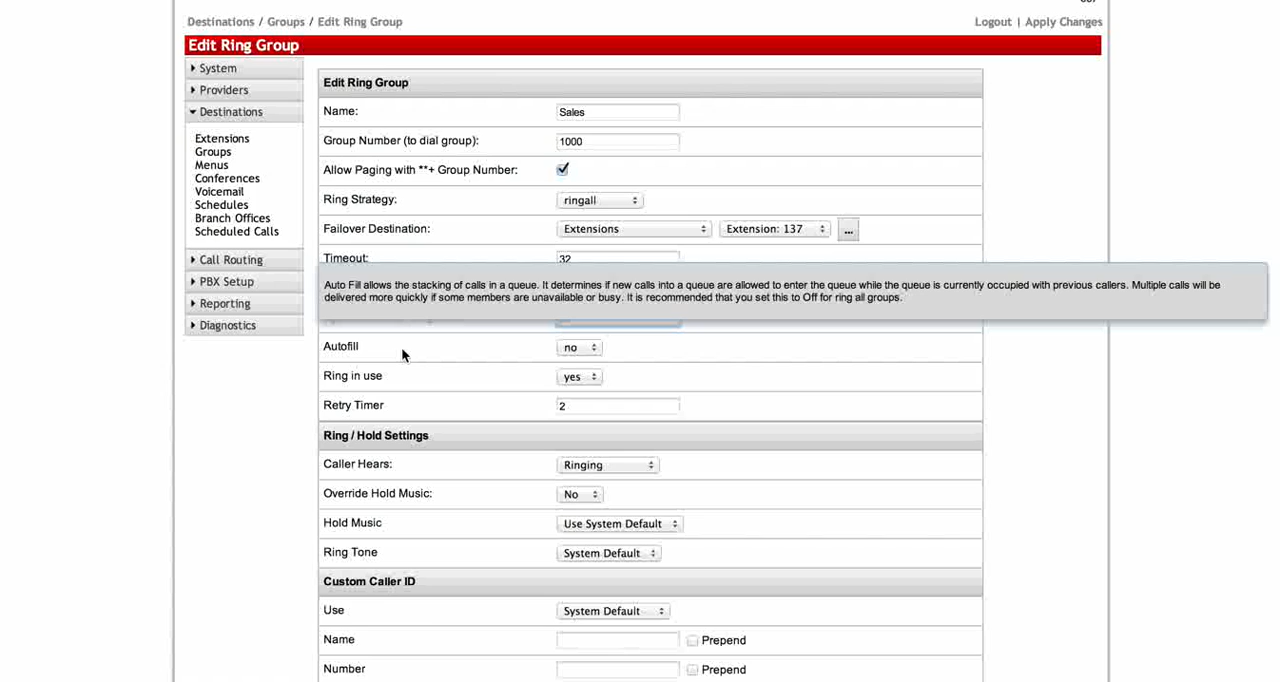 Destinations / Groups / Edit Ring Group
Logout | Apply Changes
Edit Ring Group
System
Providers
Destinations
Extensions
Groups
Menus
Conferences
Voicemail
Schedules
Branch Offices
Scheduled Calls
Call Routing
PBX Setup
Reporting
Diagnostics
Edit Ring Group
Name: Sales
Group Number (to dial group): 1000
Allow Paging with **+ Group Number:
Ring Strategy: ringall
Failover Destination: Extensions Extension: 137 ...
Timeout: 32
Auto Fill allows the stacking of calls in a queue. It determines if new calls into a queue are allowed to enter the queue while the queue is currently occupied with previous callers. Multiple calls will be
delivered more quickly if some members are unavailable or busy. It is recommended that you set this to Off for ring all groups.
Autofill no
Ring in use yes
Retry Timer 2
Ring / Hold Settings
Caller Hears: Ringing
Override Hold Music: No
Hold Music Use System Default
Ring Tone System Default
Custom Caller ID
Use System Default
Name Prepend
Number Prepend